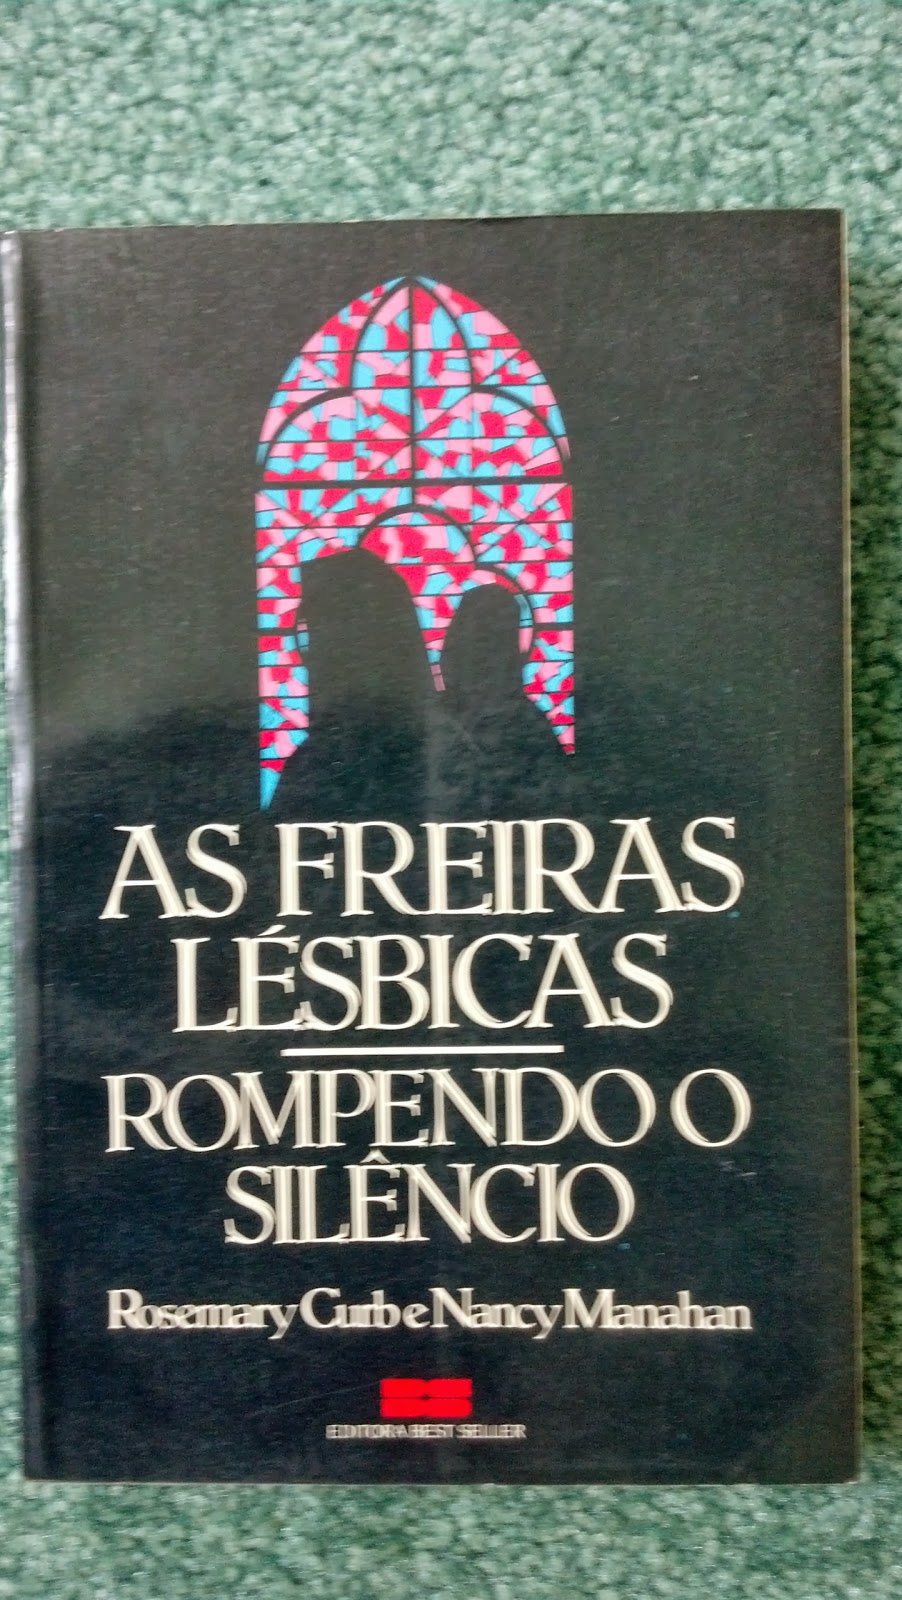 AS FREIRAS
LÉSBICAS
ROMPENDO O
SILÊNCIO
Rosemary Curb e Nancy Manahan
EDITORA BEST SELLER